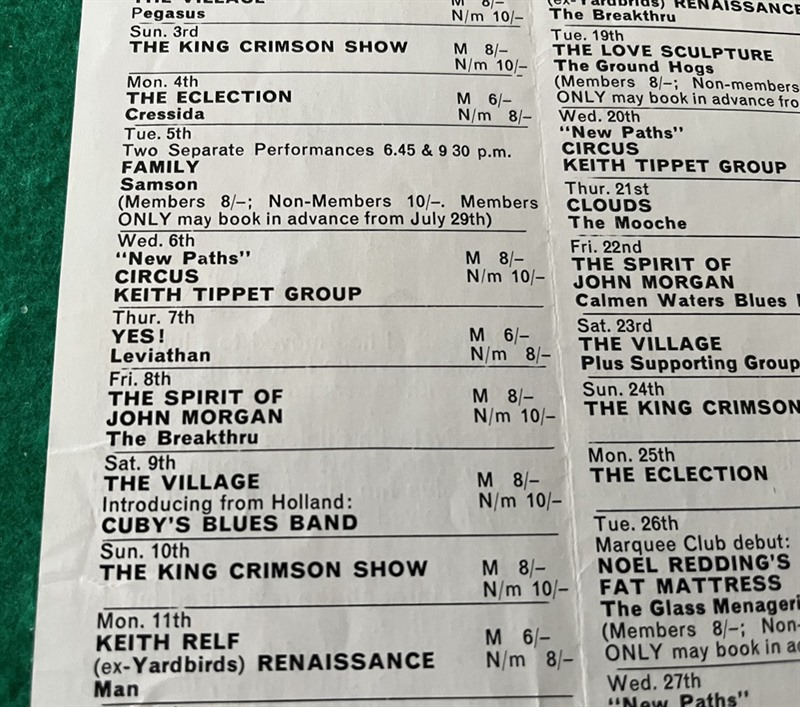 THE VILLAGE M 8/–
Pegasus N/m 10/–
Sun. 3rd
THE KING CRIMSON SHOW M 8/–
N/m 10/–
Mon. 4th
THE ECLECTION M 6/–
Cressida N/m 8/–
Tue. 5th
Two Separate Performances 6.45 & 9 30 p.m.
FAMILY
Samson
(Members 8/–; Non-Members 10/–. Members
ONLY may book in advance from July 29th)
Wed. 6th
"New Paths" M 8/–
CIRCUS N/m 10/–
KEITH TIPPET GROUP
Thur. 7th
YES! M 6/–
Leviathan N/m 8/–
Fri. 8th
THE SPIRIT OF M 8/–
JOHN MORGAN N/m 10/–
The Breakthru
Sat. 9th
THE VILLAGE M 8/–
Introducing from Holland: N/m 10/–
CUBY'S BLUES BAND
Sun. 10th
THE KING CRIMSON SHOW M 8/–
N/m 10/–
Mon. 11th
KEITH RELF M 6/–
(ex-Yardbirds) RENAISSANCE N/m 8/–
Man
(ex-Yardbirds) RENAISSANCE
The Breakthru
Tue. 19th
THE LOVE SCULPTURE
The Ground Hogs
(Members 8/–; Non-members
ONLY may book in advance fro
Wed. 20th
"New Paths"
CIRCUS
KEITH TIPPET GROUP
Thur. 21st
CLOUDS
The Mooche
Fri. 22nd
THE SPIRIT OF
JOHN MORGAN
Calmen Waters Blues
Sat. 23rd
THE VILLAGE
Plus Supporting Group
Sun. 24th
THE KING CRIMSON
Mon. 25th
THE ECLECTION
Tue. 26th
Marquee Club debut:
NOEL REDDING'S
FAT MATTRESS
The Glass Menageri
(Members 8/–; Non-
ONLY may book in a
Wed. 27th
"New Paths"